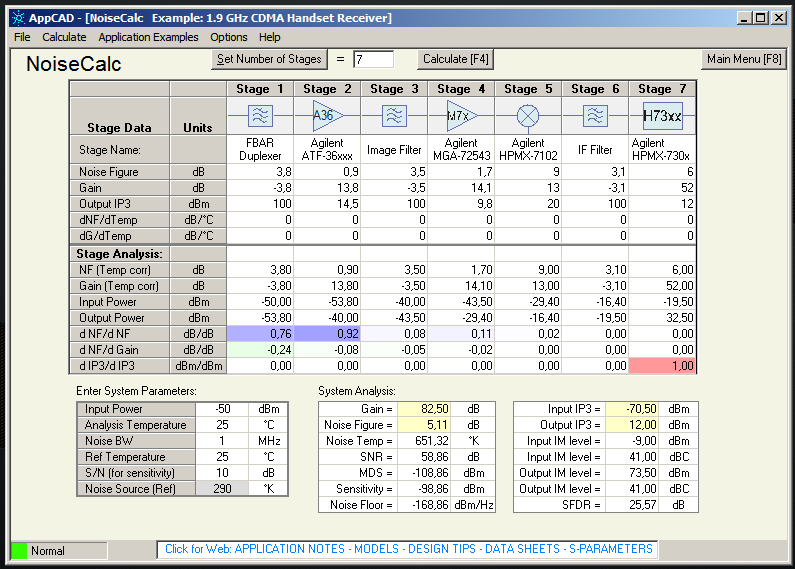 AppCAD - [NoiseCalc   Example: 1.9 GHz CDMA Handset Receiver]
File Calculate Application Examples Options Help
NoiseCalc Set Number of Stages = 7 Calculate [F4] Main Menu [F8]
Stage 1 Stage 2 Stage 3 Stage 4 Stage 5 Stage 6 Stage 7
A36 M7x H73xx
Stage Data Units
FBAR Agilent Agilent Agilent Agilent
Stage Name: Duplexer ATF-36xxx Image Filter MGA-72543 HPMX-7102 IF Filter HPMX-730x
Noise Figure dB 3,8 0,9 3,5 1,7 9 3,1 6
Gain dB -3,8 13,8 -3,5 14,1 13 -3,1 52
Output IP3 dBm 100 14,5 100 9,8 20 100 12
dNF/dTemp dB/°C 0 0 0 0 0 0 0
dG/dTemp dB/°C 0 0 0 0 0 0 0
Stage Analysis:
NF (Temp corr) dB 3,80 0,90 3,50 1,70 9,00 3,10 6,00
Gain (Temp corr) dB -3,80 13,80 -3,50 14,10 13,00 -3,10 52,00
Input Power dBm -50,00 -53,80 -40,00 -43,50 -29,40 -16,40 -19,50
Output Power dBm -53,80 -40,00 -43,50 -29,40 -16,40 -19,50 32,50
d NF/d NF dB/dB 0,76 0,92 0,08 0,11 0,02 0,00 0,00
d NF/d Gain dB/dB -0,24 -0,08 -0,05 -0,02 0,00 0,00 0,00
d IP3/d IP3 dBm/dBm 0,00 0,00 0,00 0,00 0,00 0,00 1,00
Enter System Parameters:
Input Power -50 dBm
Analysis Temperature 25 °C
Noise BW 1 MHz
Ref Temperature 25 °C
S/N (for sensitivity) 10 dB
Noise Source (Ref) 290 °K
System Analysis:
Gain = 82,50 dB
Noise Figure = 5,11 dB
Noise Temp = 651,32 °K
SNR = 58,86 dB
MDS = -108,86 dBm
Sensitivity = -98,86 dBm
Noise Floor = -168,86 dBm/Hz
Input IP3 = -70,50 dBm
Output IP3 = 12,00 dBm
Input IM level = -9,00 dBm
Input IM level = 41,00 dBC
Output IM level = 73,50 dBm
Output IM level = 41,00 dBC
SFDR = 25,57 dB
Normal Click for Web: APPLICATION NOTES - MODELS - DESIGN TIPS - DATA SHEETS - S-PARAMETERS